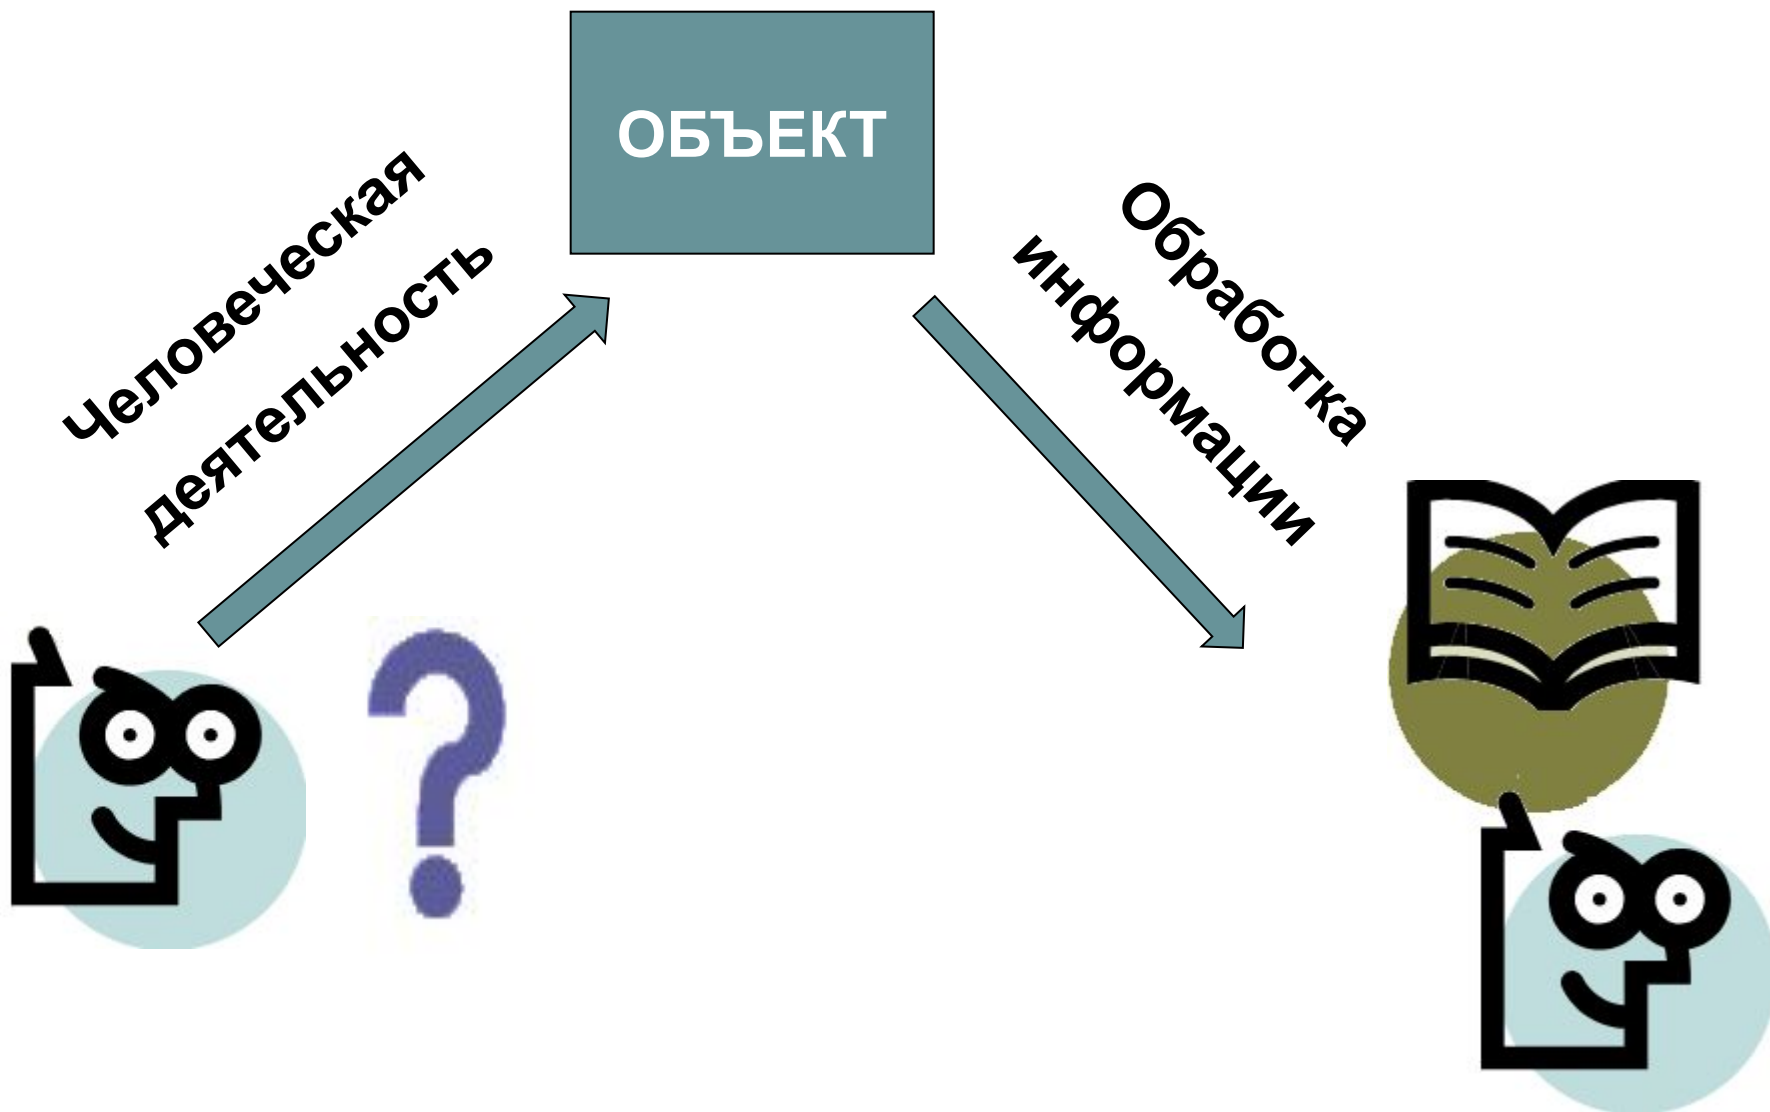 ОБЪЕКТ
Человеческая
деятельность
Обработка
информации